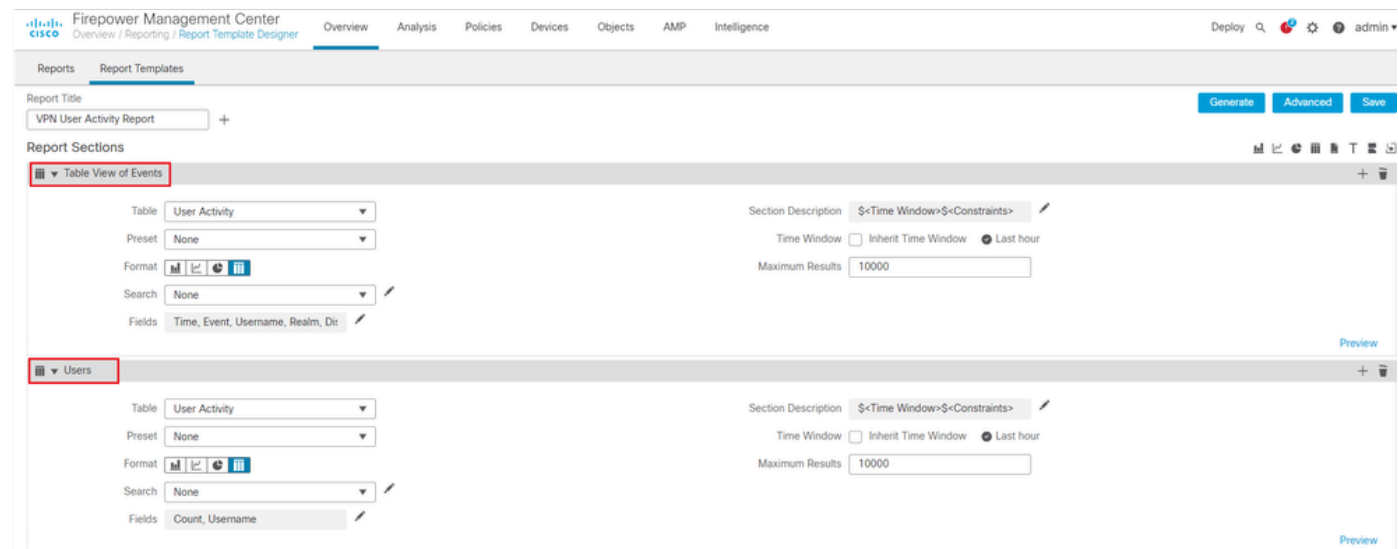 Firepower Management Center
CISCO Overview / Reporting / Report Template Designer
Overview Analysis Policies Devices Objects AMP Intelligence
Deploy admin
Reports Report Templates
Report Title
Generate Advanced Save
VPN User Activity Report +
Report Sections
T
Table View of Events +
Table User Activity Section Description $<Time Window>$<Constraints>
Preset None Time Window Inherit Time Window Last hour
Format Maximum Results 10000
Search None
Fields Time, Event, Username, Realm, Dis
Preview
Users +
Table User Activity Section Description $<Time Window>$<Constraints>
Preset None Time Window Inherit Time Window Last hour
Format Maximum Results 10000
Search None
Fields Count, Username
Preview